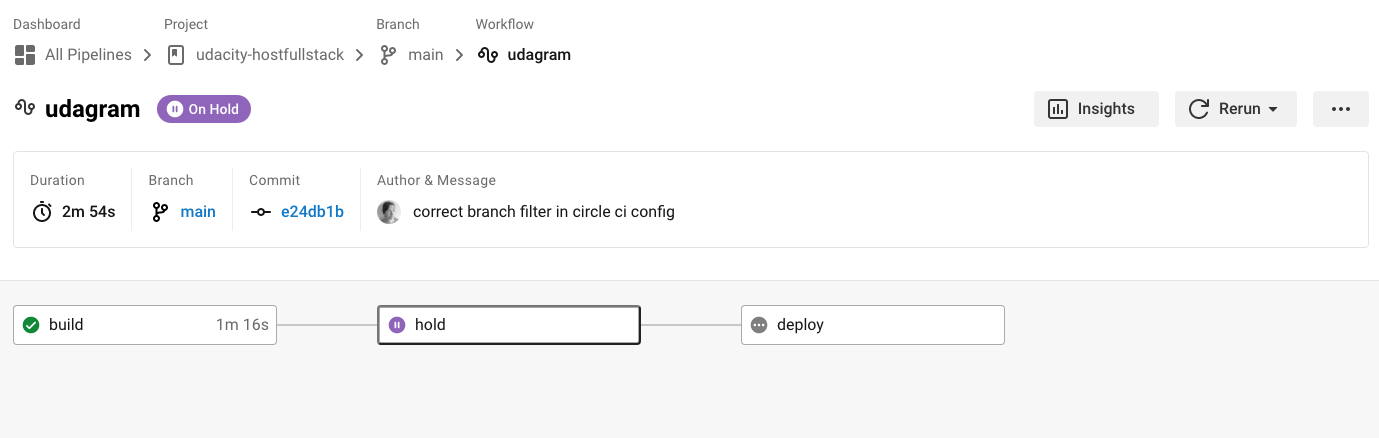 Dashboard Project Branch Workflow
All Pipelines udacity-hostfullstack main udagram
udagram On Hold Insights Rerun
Duration Branch Commit Author & Message
2m 54s main e24db1b correct branch filter in circle ci config
build 1m 16s hold deploy